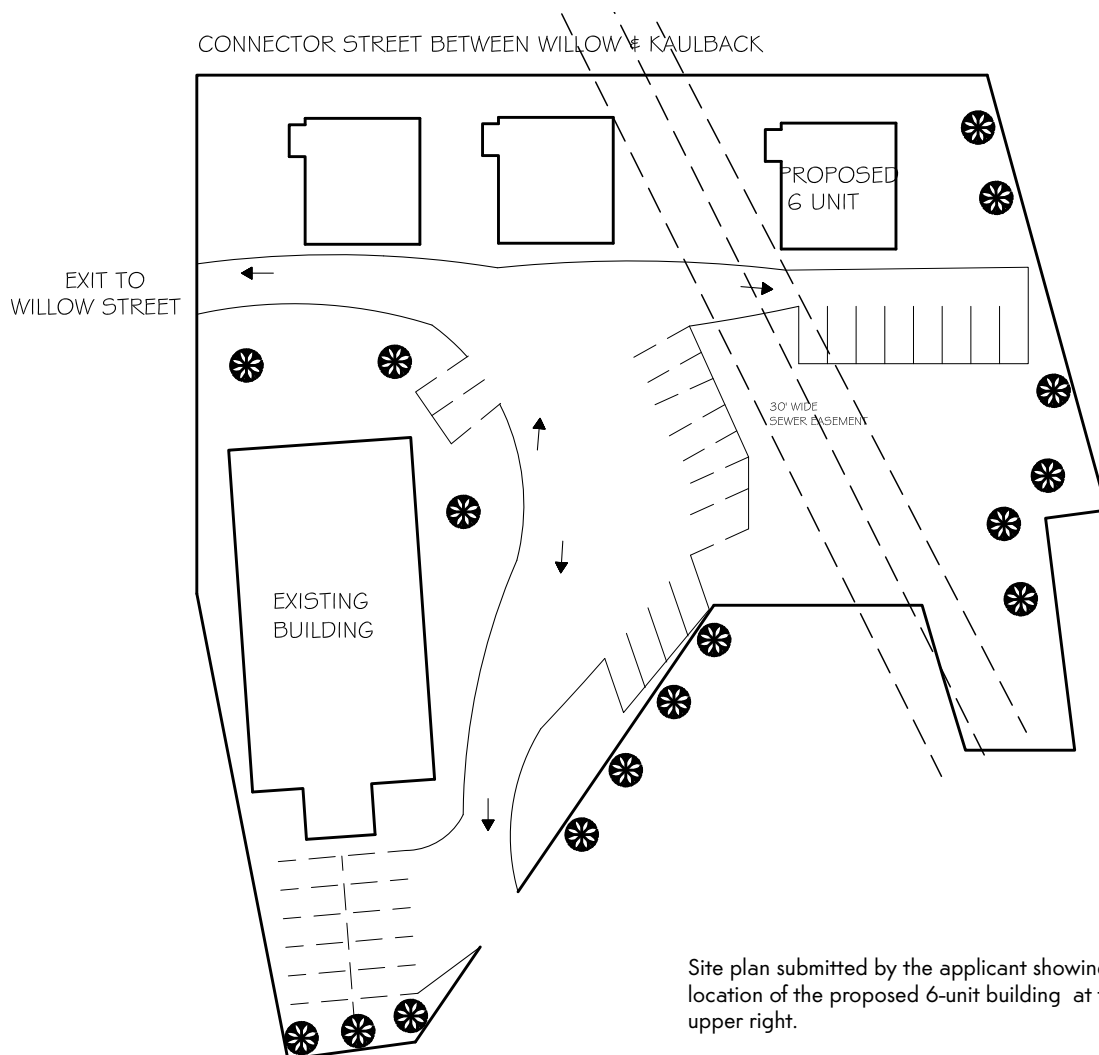 CONNECTOR STREET BETWEEN WILLOW & KAULBACK
PROPOSED
6 UNIT
EXIT TO
WILLOW STREET
30' WIDE
SEWER EASEMENT
EXISTING
BUILDING
Site plan submitted by the applicant showing
location of the proposed 6-unit building at
upper right.